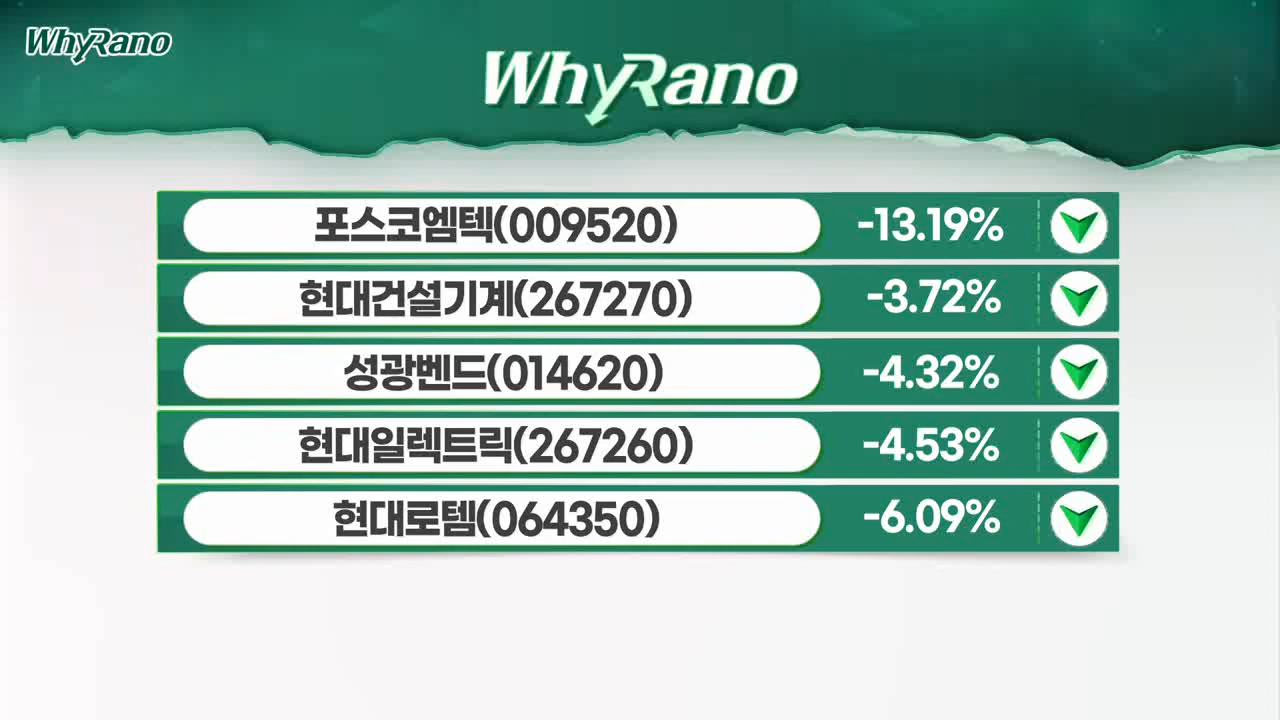 WhyRano
WhyRano
포스코엠텍(009520) -13.19%
현대건설기계(267270) -3.72%
성광벤드(014620) -4.32%
현대일렉트릭(267260) -4.53%
현대로템(064350) -6.09%